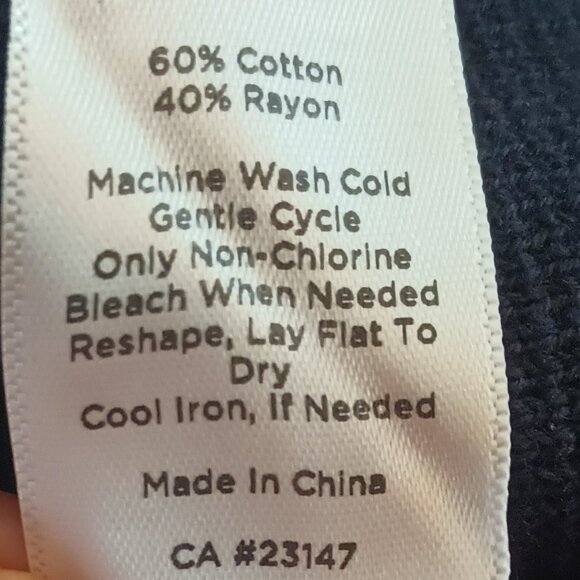 60% Cotton
40% Rayon
Machine Wash Cold
Gentle Cycle
Only Non-Chlorine
Bleach When Needed
Reshape, Lay Flat To
Dry
Cool Iron, If Needed
Made In China
CA #23147